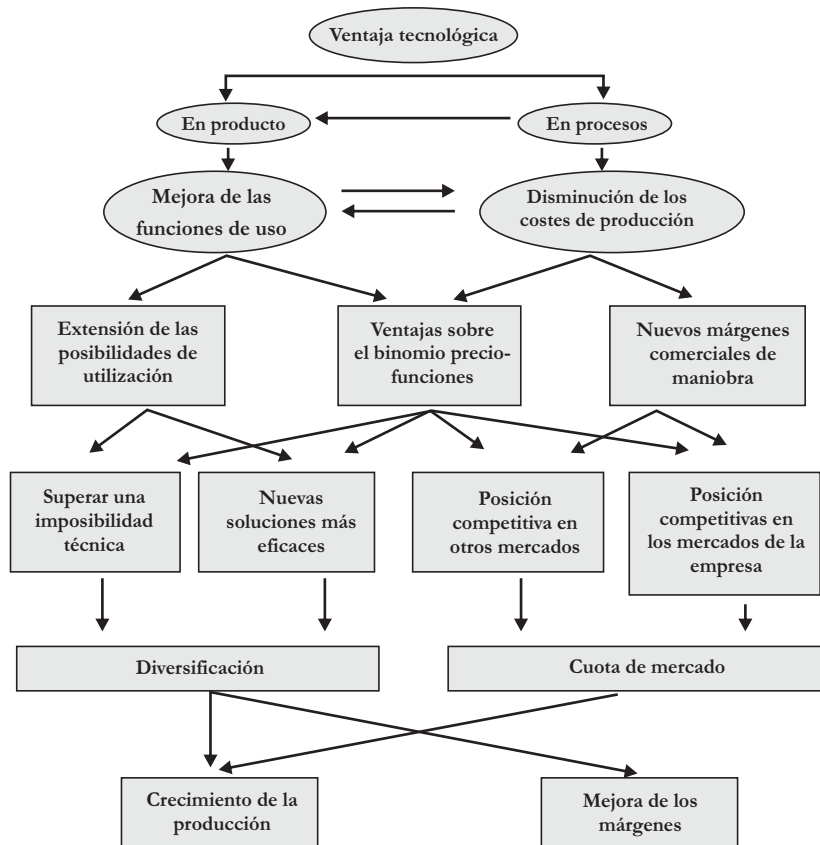 Ventaja tecnológica
En producto
En procesos
Mejora de las
funciones de uso
Disminución de los
costes de producción
Extensión de las
posibilidades de
utilización
Ventajas sobre
el binomio precio-
funciones
Nuevos márgenes
comerciales de
maniobra
Superar una
imposibilidad
técnica
Nuevas
soluciones más
eficaces
Posición
competitiva en
otros mercados
Posición
competitivas en
los mercados de la
empresa
Diversificación
Cuota de mercado
Crecimiento de la
producción
Mejora de los
márgenes